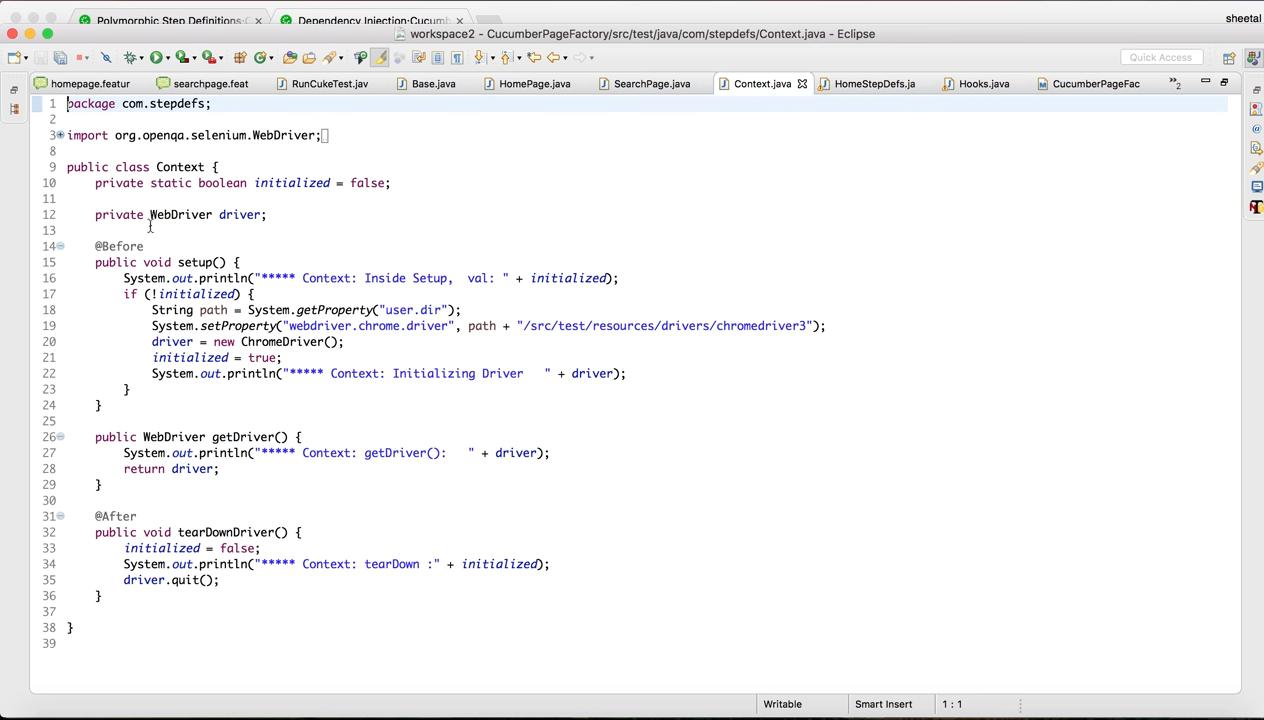 Polymorphic Step Definitions:C
Dependency Injection·Cucumb
sheetal
workspace2 - CucumberPageFactory/src/test/java/com/stepdefs/Context.java - Eclipse
Quick Access
homepage.featur
searchpage.feat
RunCukeTest.jav
Base.java
HomePage.java
SearchPage.java
Context.java
HomeStepDefs.ja
Hooks.java
CucumberPageFac
»2
1 package com.stepdefs;
2
3 import org.openqa.selenium.WebDriver;
8
9 public class Context {
10 private static boolean initialized = false;
11
12 private WebDriver driver;
13
14 @Before
15 public void setup() {
16 System.out.println("***** Context: Inside Setup,  val: " + initialized);
17 if (!initialized) {
18 String path = System.getProperty("user.dir");
19 System.setProperty("webdriver.chrome.driver", path + "/src/test/resources/drivers/chromedriver3");
20 driver = new ChromeDriver();
21 initialized = true;
22 System.out.println("***** Context: Initializing Driver   " + driver);
23 }
24 }
25
26 public WebDriver getDriver() {
27 System.out.println("***** Context: getDriver():   " + driver);
28 return driver;
29 }
30
31 @After
32 public void tearDownDriver() {
33 initialized = false;
34 System.out.println("***** Context: tearDown :" + initialized);
35 driver.quit();
36 }
37
38 }
39
Writable
Smart Insert
1 : 1